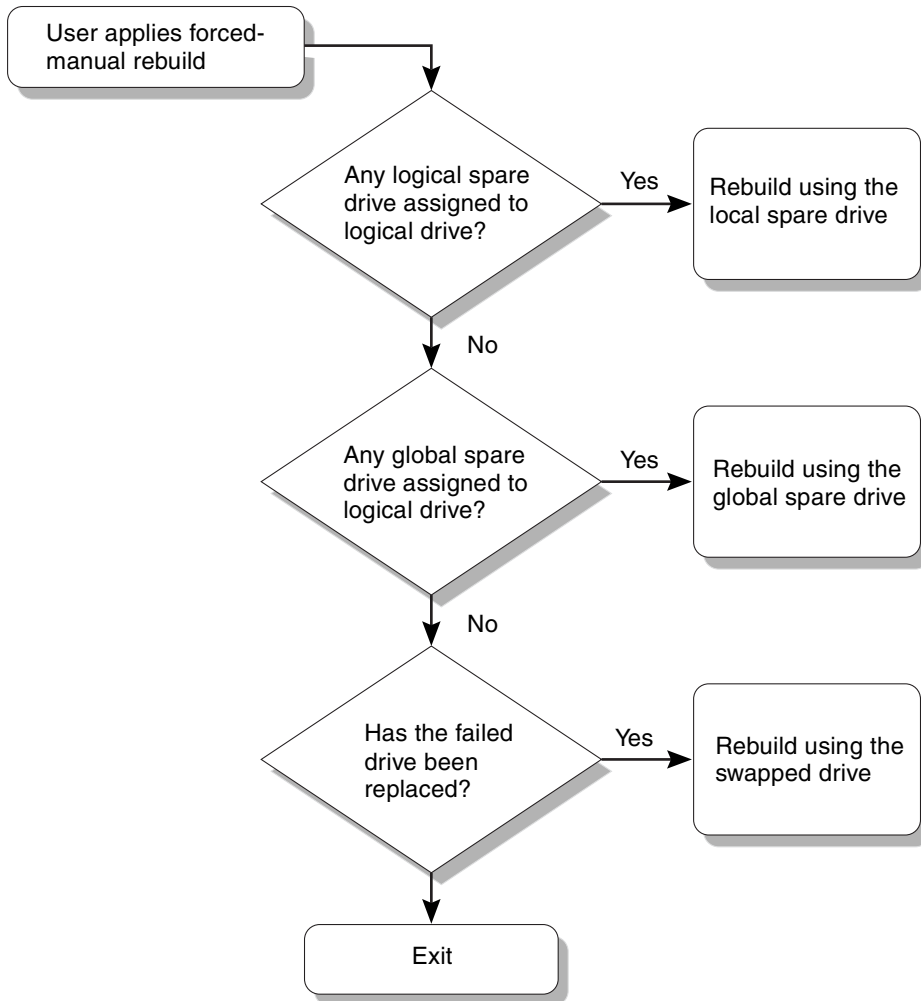 User applies forced-
manual rebuild
Any logical spare
drive assigned to
logical drive?
Yes
Rebuild using the
local spare drive
No
Any global spare
drive assigned to
logical drive?
Yes
Rebuild using the
global spare drive
No
Has the failed
drive been
replaced?
Yes
Rebuild using the
swapped drive
Exit